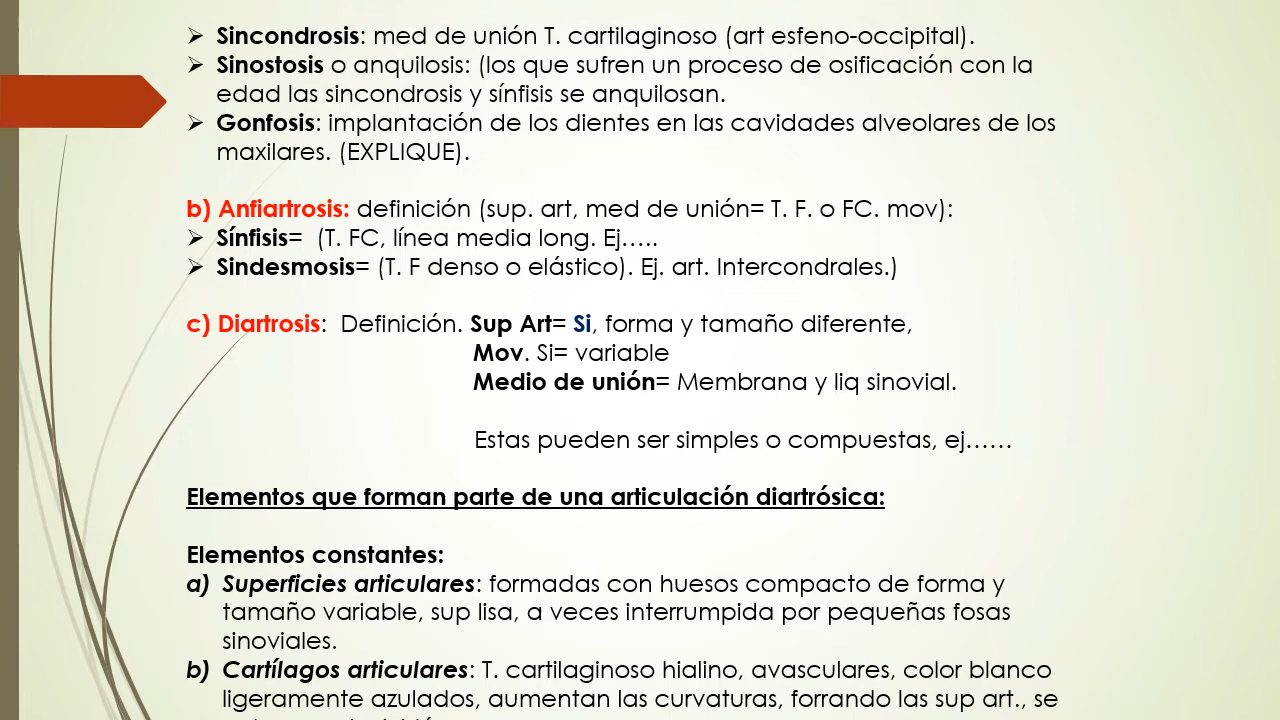 ➢ Sincondrosis: med de unión T. cartilaginoso (art esfeno-occipital).
➢ Sinostosis o anquilosis: (los que sufren un proceso de osificación con la
edad las sincondrosis y sínfisis se anquilosan.
➢ Gonfosis: implantación de los dientes en las cavidades alveolares de los
maxilares. (EXPLIQUE).
b) Anfiartrosis: definición (sup. art, med de unión= T. F. o FC. mov):
➢ Sínfisis= (T. FC, línea media long. Ej…..
➢ Sindesmosis= (T. F denso o elástico). Ej. art. Intercondrales.)
c) Diartrosis: Definición. Sup Art= Si, forma y tamaño diferente,
Mov. Si= variable
Medio de unión= Membrana y liq sinovial.
Estas pueden ser simples o compuestas, ej……
Elementos que forman parte de una articulación diartrósica:
Elementos constantes:
a) Superficies articulares: formadas con huesos compacto de forma y
tamaño variable, sup lisa, a veces interrumpida por pequeñas fosas
sinoviales.
b) Cartílagos articulares: T. cartilaginoso hialino, avasculares, color blanco
ligeramente azulados, aumentan las curvaturas, forrando las sup art., se